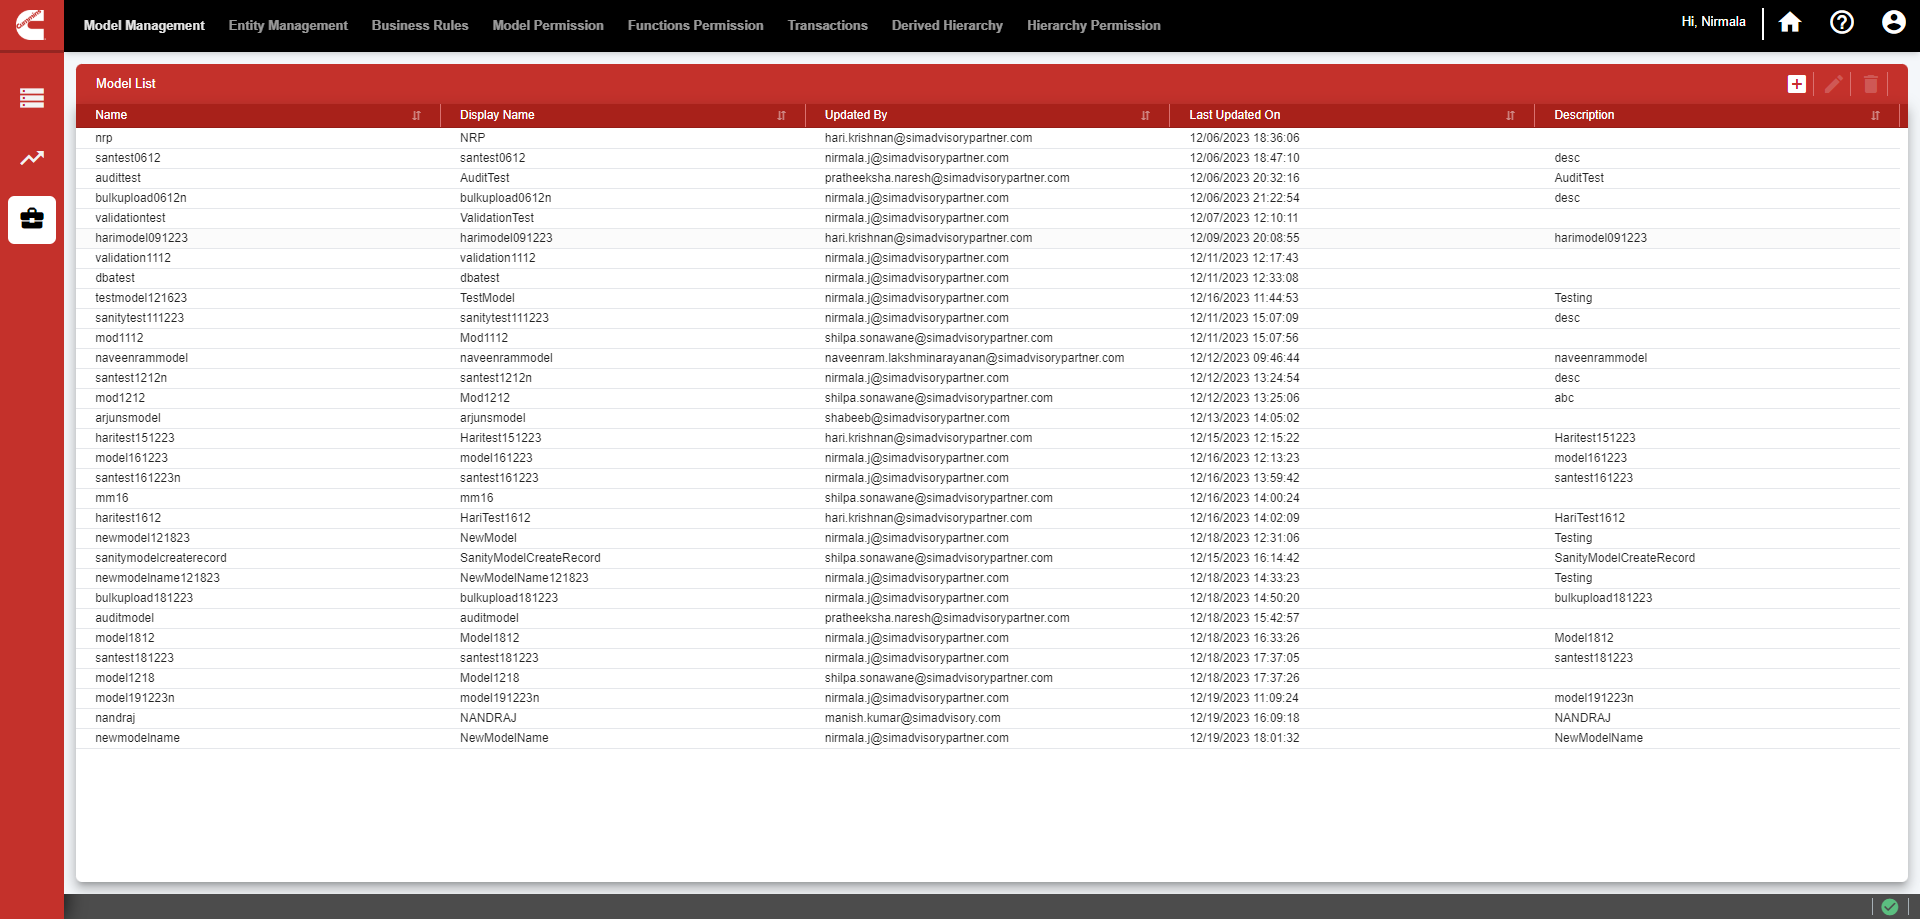 Cummins
Model Management Entity Management Business Rules Model Permission Functions Permission Transactions Derived Hierarchy Hierarchy Permission Hi, Nirmala
Model List
Name Display Name Updated By Last Updated On Description
nrp NRP hari.krishnan@simadvisorypartner.com 12/06/2023 18:36:06
santest0612 santest0612 nirmala.j@simadvisorypartner.com 12/06/2023 18:47:10 desc
audittest AuditTest pratheeksha.naresh@simadvisorypartner.com 12/06/2023 20:32:16 AuditTest
bulkupload0612n bulkupload0612n nirmala.j@simadvisorypartner.com 12/06/2023 21:22:54 desc
validationtest ValidationTest nirmala.j@simadvisorypartner.com 12/07/2023 12:10:11
harimodel091223 harimodel091223 hari.krishnan@simadvisorypartner.com 12/09/2023 20:08:55 harimodel091223
validation1112 validation1112 nirmala.j@simadvisorypartner.com 12/11/2023 12:17:43
dbatest dbatest nirmala.j@simadvisorypartner.com 12/11/2023 12:33:08
testmodel121623 TestModel nirmala.j@simadvisorypartner.com 12/16/2023 11:44:53 Testing
sanitytest111223 sanitytest111223 nirmala.j@simadvisorypartner.com 12/11/2023 15:07:09 desc
mod1112 Mod1112 shilpa.sonawane@simadvisorypartner.com 12/11/2023 15:07:56
naveenrammodel naveenrammodel naveenram.lakshminarayanan@simadvisorypartner.com 12/12/2023 09:46:44 naveenrammodel
santest1212n santest1212n nirmala.j@simadvisorypartner.com 12/12/2023 13:24:54 desc
mod1212 Mod1212 shilpa.sonawane@simadvisorypartner.com 12/12/2023 13:25:06 abc
arjunsmodel arjunsmodel shabeeb@simadvisorypartner.com 12/13/2023 14:05:02
haritest151223 Haritest151223 hari.krishnan@simadvisorypartner.com 12/15/2023 12:15:22 Haritest151223
model161223 model161223 nirmala.j@simadvisorypartner.com 12/16/2023 12:13:23 model161223
santest161223n santest161223 nirmala.j@simadvisorypartner.com 12/16/2023 13:59:42 santest161223
mm16 mm16 shilpa.sonawane@simadvisorypartner.com 12/16/2023 14:00:24
haritest1612 HariTest1612 hari.krishnan@simadvisorypartner.com 12/16/2023 14:02:09 HariTest1612
newmodel121823 NewModel nirmala.j@simadvisorypartner.com 12/18/2023 12:31:06 Testing
sanitymodelcreaterecord SanityModelCreateRecord shilpa.sonawane@simadvisorypartner.com 12/15/2023 16:14:42 SanityModelCreateRecord
newmodelname121823 NewModelName121823 nirmala.j@simadvisorypartner.com 12/18/2023 14:33:23 Testing
bulkupload181223 bulkupload181223 nirmala.j@simadvisorypartner.com 12/18/2023 14:50:20 bulkupload181223
auditmodel auditmodel pratheeksha.naresh@simadvisorypartner.com 12/18/2023 15:42:57
model1812 Model1812 nirmala.j@simadvisorypartner.com 12/18/2023 16:33:26 Model1812
santest181223 santest181223 nirmala.j@simadvisorypartner.com 12/18/2023 17:37:05 santest181223
model1218 Model1218 shilpa.sonawane@simadvisorypartner.com 12/18/2023 17:37:26
model191223n model191223n nirmala.j@simadvisorypartner.com 12/19/2023 11:09:24 model191223n
nandraj NANDRAJ manish.kumar@simadvisory.com 12/19/2023 16:09:18 NANDRAJ
newmodelname NewModelName nirmala.j@simadvisorypartner.com 12/19/2023 18:01:32 NewModelName